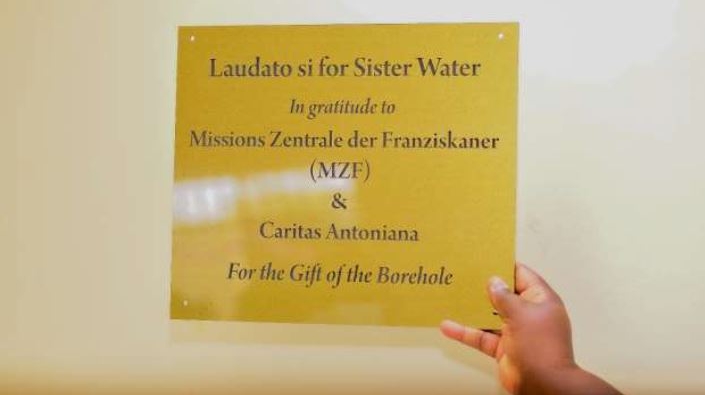 Laudato si for Sister Water
In gratitude to
Missions Zentrale der Franziskaner
(MZF)
&
Caritas Antoniana
For the Gift of the Borehole